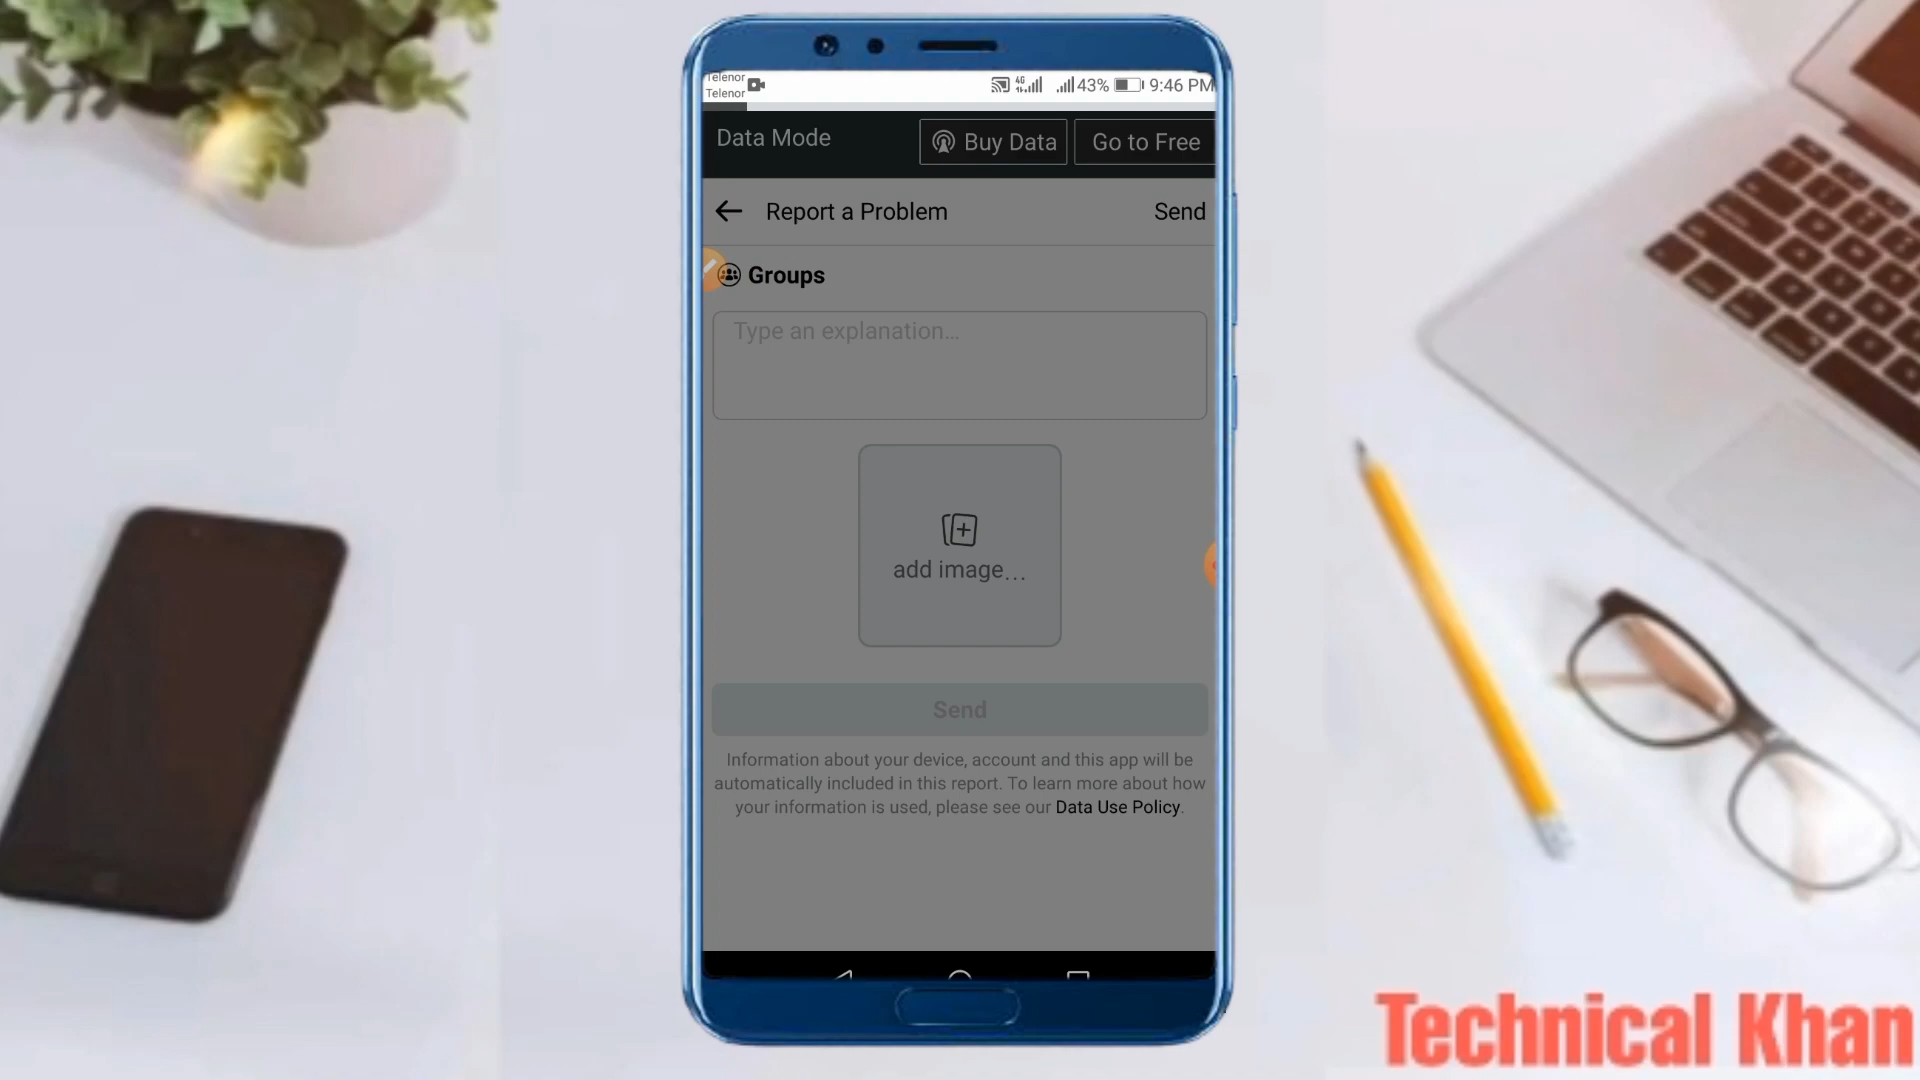 Telenor
Telenor
4G
43%
9:46 PM
Data Mode
Buy Data
Go to Free
Report a Problem
Send
Groups
Type an explanation...
add image...
Send
Information about your device, account and this app will be
automatically included in this report. To learn more about how
your information is used, please see our Data Use Policy.
Technical Khan